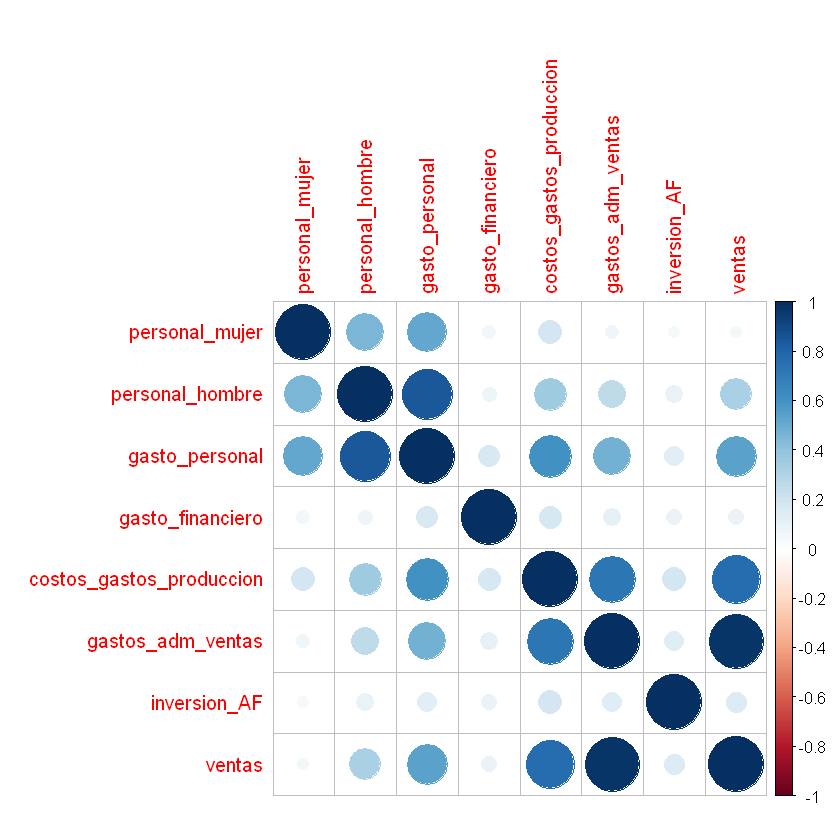 personal_mujer
personal_hombre
gasto_personal
gasto_financiero
costos_gastos_produccion
gastos_adm_ventas
inversion_AF
ventas
personal_mujer
personal_hombre
gasto_personal
gasto_financiero
costos_gastos_produccion
gastos_adm_ventas
inversion_AF
ventas
1
0.8
0.6
0.4
0.2
0
-0.2
-0.4
-0.6
-0.8
-1